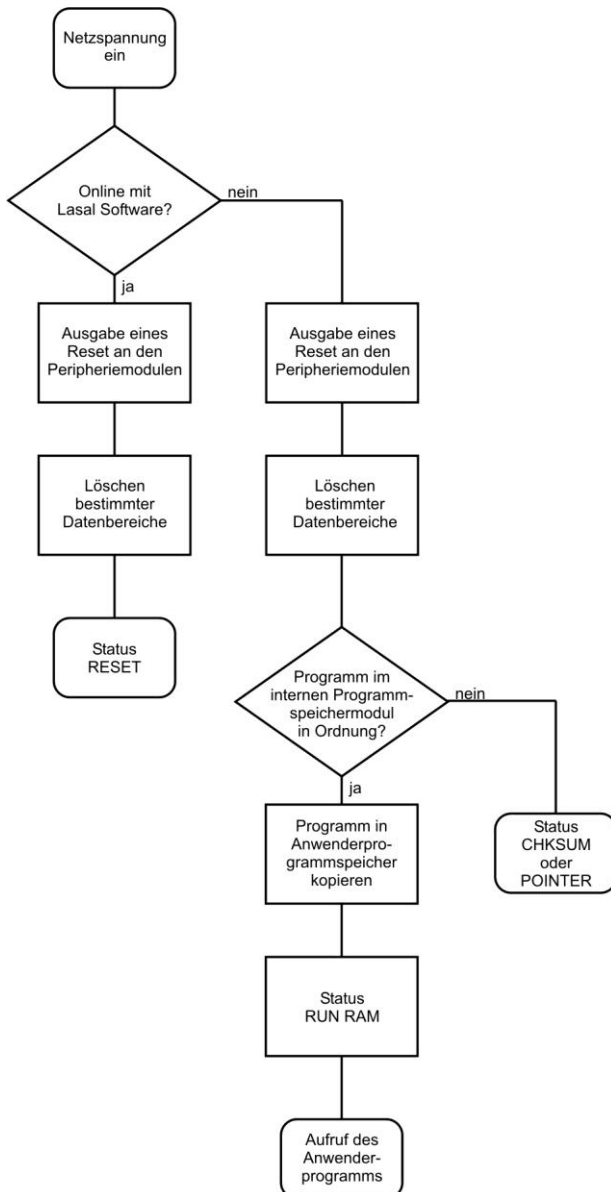 Netzspannung
ein
Online mit
Lasal Software?
nein
ja
Ausgabe eines
Reset an den
Peripheriemodulen
Ausgabe eines
Reset an den
Peripheriemodulen
Löschen
bestimmter
Datenbereiche
Löschen
bestimmter
Datenbereiche
Status
RESET
Programm im
internen Programm-
speichermodul
in Ordnung?
nein
ja
Programm in
Anwenderpro-
grammspeicher
kopieren
Status
CHKSUM
oder
POINTER
Status
RUN RAM
Aufruf des
Anwender-
programms